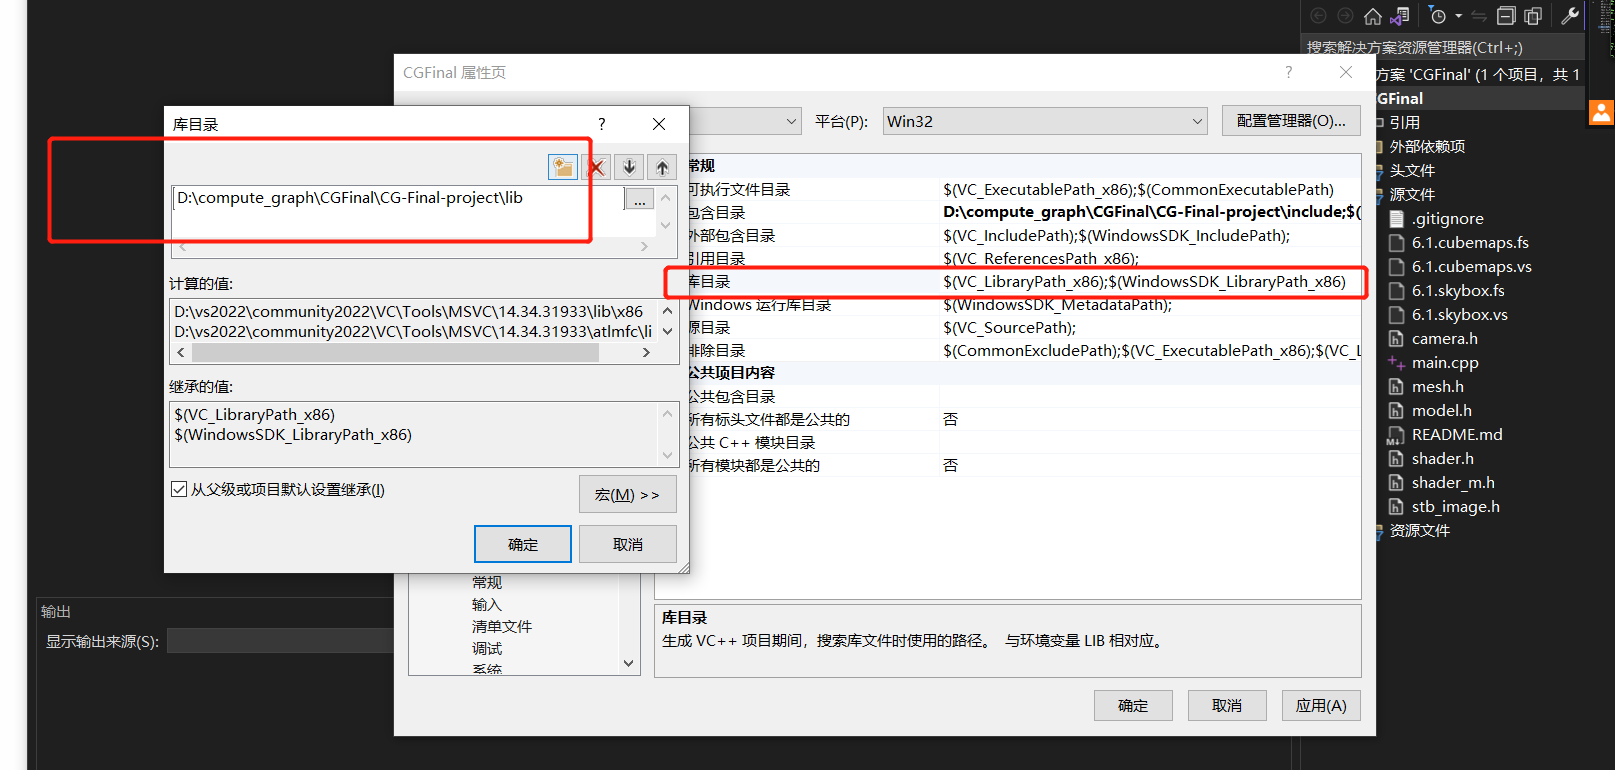 搜索解决方案资源管理器(Ctrl+;)
方案 'CGFinal' (1 个项目，共 1
CGFinal
引用
外部依赖项
头文件
源文件
.gitignore
6.1.cubemaps.fs
6.1.cubemaps.vs
6.1.skybox.fs
6.1.skybox.vs
camera.h
main.cpp
mesh.h
model.h
README.md
shader.h
shader_m.h
stb_image.h
资源文件
CGFinal 属性页
平台(P):
Win32
配置管理器(O)...
常规
可执行文件目录 $(VC_ExecutablePath_x86);$(CommonExecutablePath)
包含目录 D:\compute_graph\CGFinal\CG-Final-project\include;$(
外部包含目录 $(VC_IncludePath);$(WindowsSDK_IncludePath);
引用目录 $(VC_ReferencesPath_x86);
库目录 $(VC_LibraryPath_x86);$(WindowsSDK_LibraryPath_x86)
Windows 运行库目录 $(WindowsSDK_MetadataPath);
源目录 $(VC_SourcePath);
排除目录 $(CommonExcludePath);$(VC_ExecutablePath_x86);$(VC_L
公共项目内容
公共包含目录
所有标头文件都是公共的 否
公共 C++ 模块目录
所有模块都是公共的 否
库目录
生成 VC++ 项目期间，搜索库文件时使用的路径。 与环境变量 LIB 相对应。
确定
取消
应用(A)
常规
输入
清单文件
调试
系统
库目录
D:\compute_graph\CGFinal\CG-Final-project\lib
...
计算的值:
D:\vs2022\community2022\VC\Tools\MSVC\14.34.31933\lib\x86
D:\vs2022\community2022\VC\Tools\MSVC\14.34.31933\atlmfc\li
继承的值:
$(VC_LibraryPath_x86)
$(WindowsSDK_LibraryPath_x86)
从父级或项目默认设置继承(I)
宏(M) >>
确定
取消
输出
显示输出来源(S):